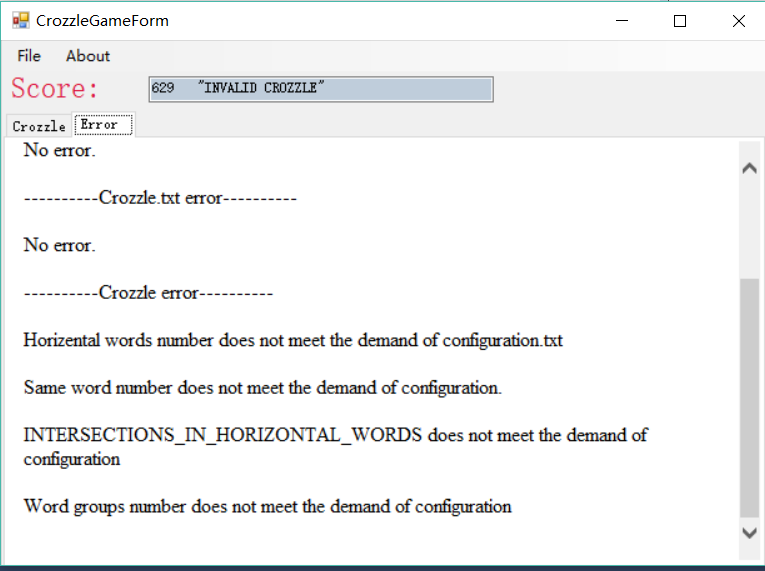 CrozzleGameForm
File About
Score: 629 "INVALID CROZZLE"
Crozzle Error
No error.
----------Crozzle.txt error----------
No error.
----------Crozzle error----------
Horizental words number does not meet the demand of configuration.txt
Same word number does not meet the demand of configuration.
INTERSECTIONS_IN_HORIZONTAL_WORDS does not meet the demand of
configuration
Word groups number does not meet the demand of configuration